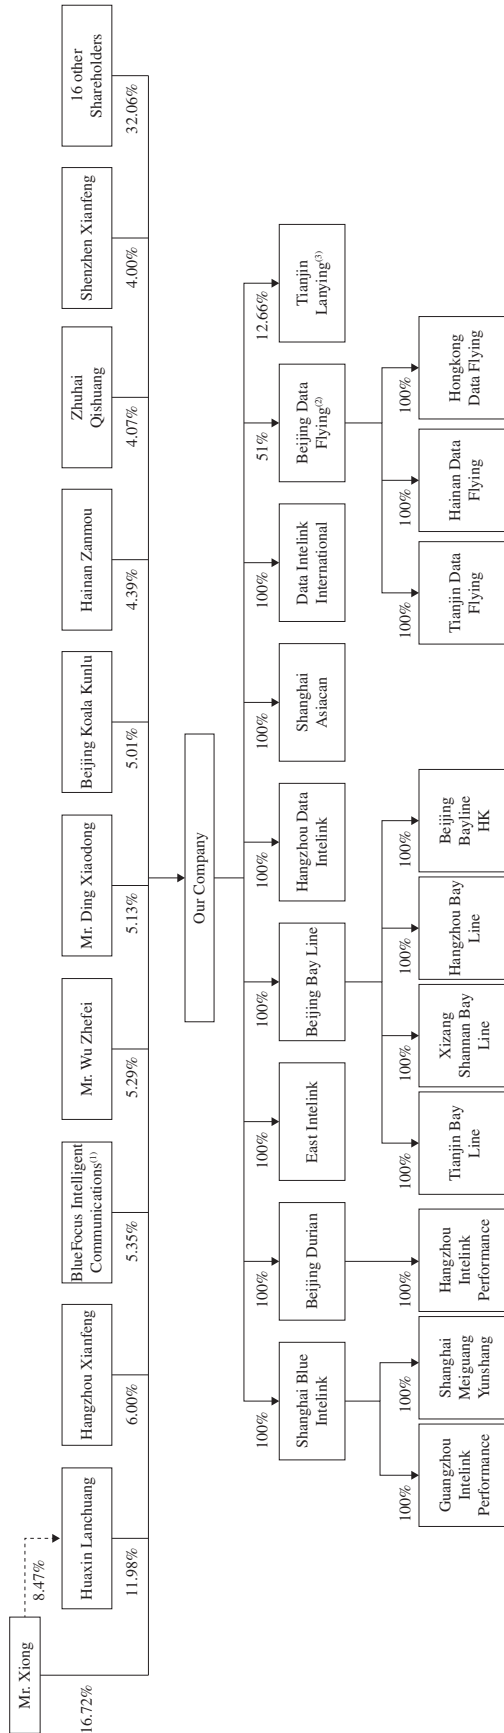 Mr. Xiong
16.72%
8.47%
Huaxin Lanchuang
11.98%
Hangzhou Xianfeng
6.00%
BlueFocus Intelligent
Communications(1)
5.35%
Mr. Wu Zhefei
5.29%
Mr. Ding Xiaodong
5.13%
Beijing Koala Kunlu
5.01%
Hainan Zanmou
4.39%
Zhuhai
Qishuang
4.07%
Shenzhen Xianfeng
4.00%
16 other
Shareholders
32.06%
Our Company
100%
Shanghai Blue
Intelink
100%
Beijing Durian
100%
East Intelink
100%
Beijing Bay Line
100%
Hangzhou Data
Intelink
100%
Shanghai
Asiacan
100%
Data Intelink
International
51%
Beijing Data
Flying(2)
12.66%
Tianjin
Lanying(3)
100%
Guangzhou
Intelink
Performance
100%
Shanghai
Meiguang
Yunshang
100%
Hangzhou
Intelink
Performance
100%
Tianjin Bay
Line
100%
Xizang
Shannan Bay
Line
100%
Hangzhou Bay
Line
100%
Beijing
Bayline
HK
100%
Tianjin Data
Flying
100%
Hainan Data
Flying
100%
Hongkong
Data Flying